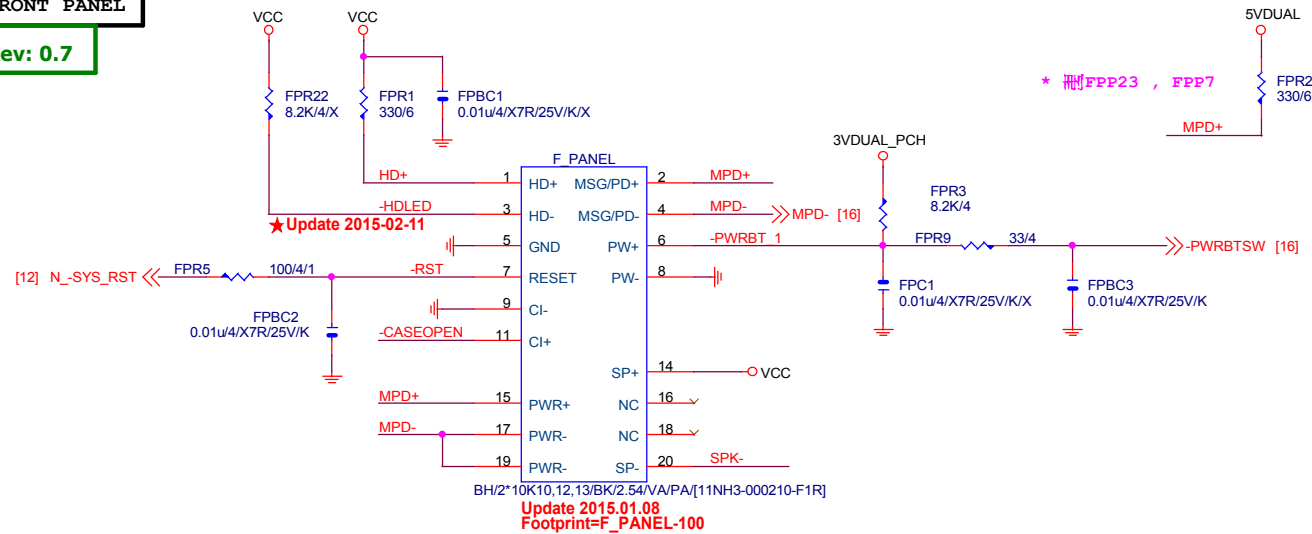 RONT PANEL
ev: 0.7
VCC
VCC
5VDUAL
FPR22
8.2K/4/X
FPR1
330/6
FPBC1
0.01u/4/X7R/25V/K/X
* FPP23 , FPP7
FPR2
330/6
MPD+
3VDUAL_PCH
F_PANEL
FPR3
8.2K/4
HD+
1
HD+
MSG/PD+
2
MPD+
-HDLED
3
HD-
MSG/PD-
4
MPD-
MPD- [16]
★Update 2015-02-11
5
GND
PW+
6
-PWRBT_1
FPR9
33/4
-PWRBTSW [16]
[12] N_-SYS_RST
FPR5
100/4/1
-RST
7
RESET
PW-
8
FPC1
0.01u/4/X7R/25V/K/X
FPBC3
0.01u/4/X7R/25V/K
FPBC2
0.01u/4/X7R/25V/K
9
CI-
-CASEOPEN
11
CI+
SP+
14
VCC
MPD+
15
PWR+
NC
16
MPD-
17
PWR-
NC
18
19
PWR-
SP-
20
SPK-
BH/2*10K10,12,13/BK/2.54/VA/PA/[11NH3-000210-F1R]
Update 2015.01.08
Footprint=F_PANEL-100